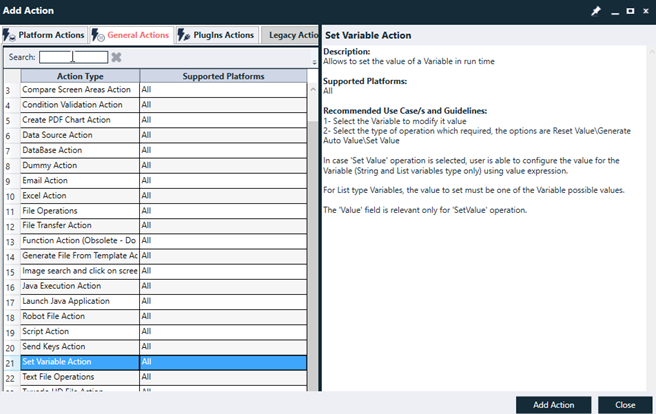 Add Action
Platform Actions General Actions PlugIns Actions Legacy Actio
Search:
Action Type Supported Platforms
3 Compare Screen Areas Action All
4 Condition Validation Action All
5 Create PDF Chart Action All
6 Data Source Action All
7 DataBase Action All
8 Dummy Action All
9 Email Action All
10 Excel Action All
11 File Operations All
12 File Transfer Action All
13 Function Action (Obsolete - Do All
14 Generate File From Template Ac All
15 Image search and click on scree All
16 Java Execution Action All
17 Launch Java Application All
18 Robot File Action All
19 Script Action All
20 Send Keys Action All
21 Set Variable Action All
22 Text File Operations All
Set Variable Action
Description:
Allows to set the value of a Variable in run time
Supported Platforms:
All
Recommended Use Case/s and Guidelines:
1- Select the Variable to modify it value
2- Select the type of operation which required, the options are Reset Value\Generate
Auto Value\Set Value
In case 'Set Value' operation is selected, user is able to configure the value for the
Variable (String and List variables type only) using value expression.
For List type Variables, the value to set must be one of the Variable possible values.
The 'Value' field is relevant only for 'SetValue' operation.
Add Action Close